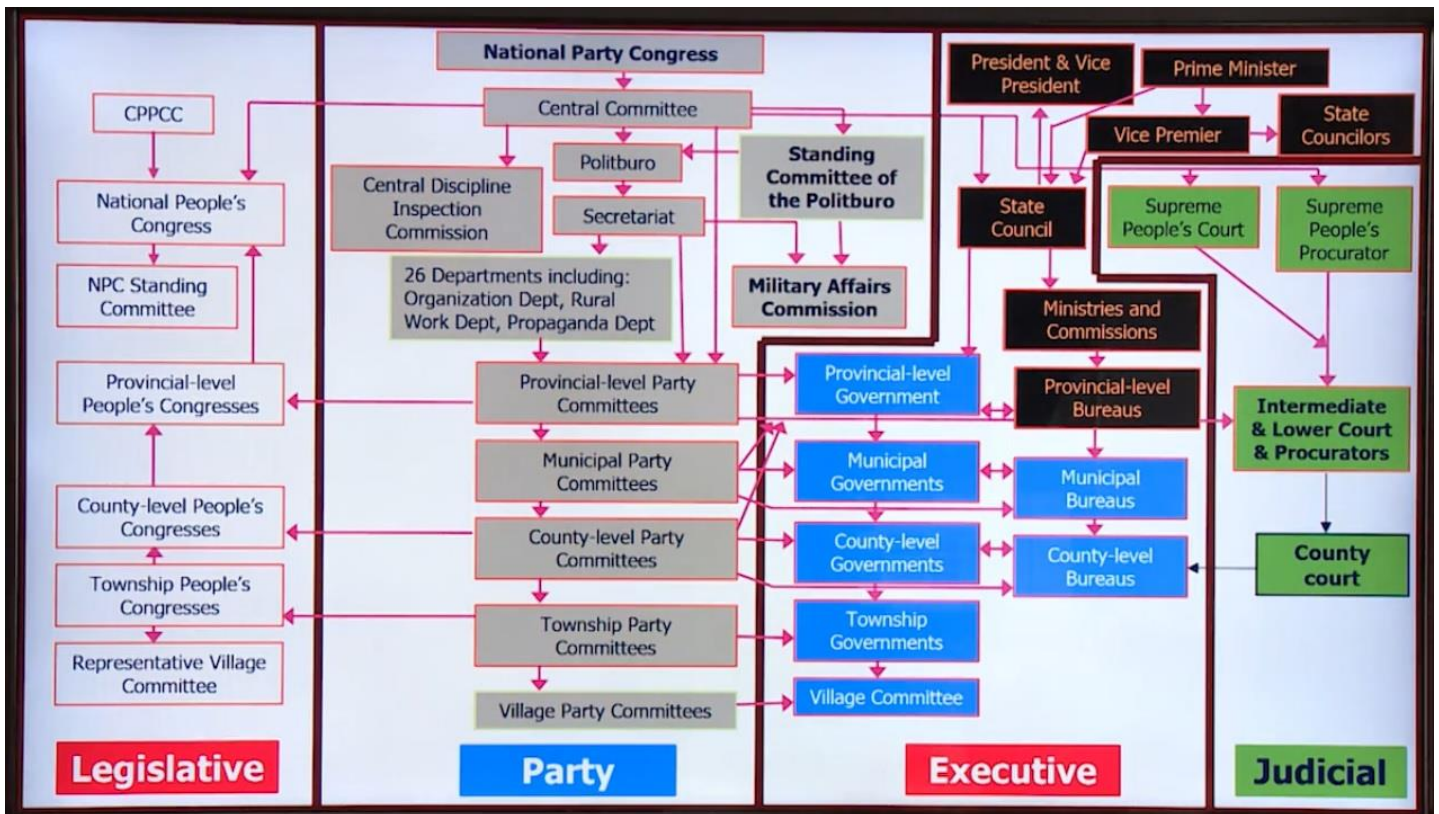 CPPCC
National People's
Congress
NPC Standing
Committee
Provincial-level
People's Congresses
County-level People's
Congresses
Township People's
Congresses
Representative Village
Committee
Legislative
National Party Congress
Central Committee
Politburo
Standing
Committee of
the Politburo
Central Discipline
Inspection
Commission
Secretariat
26 Departments including:
Organization Dept, Rural
Work Dept, Propaganda Dept
Military Affairs
Commission
Provincial-level Party
Committees
Municipal Party
Committees
County-level Party
Committees
Township Party
Committees
Village Party Committees
Party
President & Vice
President
Prime Minister
Vice Premier
State
Councilors
State
Council
Ministries and
Commissions
Provincial-level
Government
Provincial-level
Bureaus
Municipal
Governments
Municipal
Bureaus
County-level
Governments
County-level
Bureaus
Township
Governments
Village Committee
Executive
Supreme
People's Court
Supreme
People's
Procurator
Intermediate
& Lower Court
& Procurators
County
court
Judicial